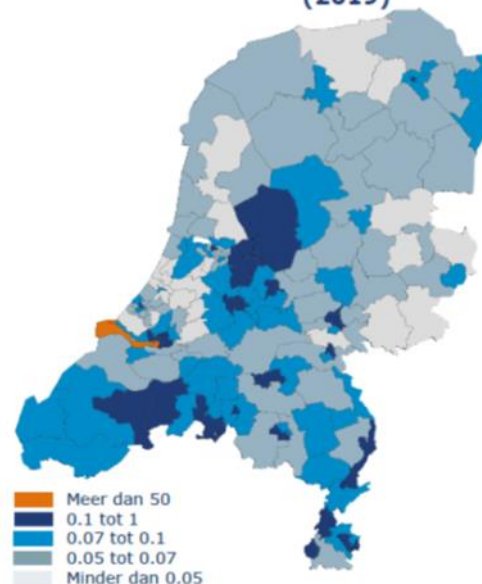 (2019)
Meer dan 50
0.1 tot 1
0.07 tot 0.1
0.05 tot 0.07
Minder dan 0.05